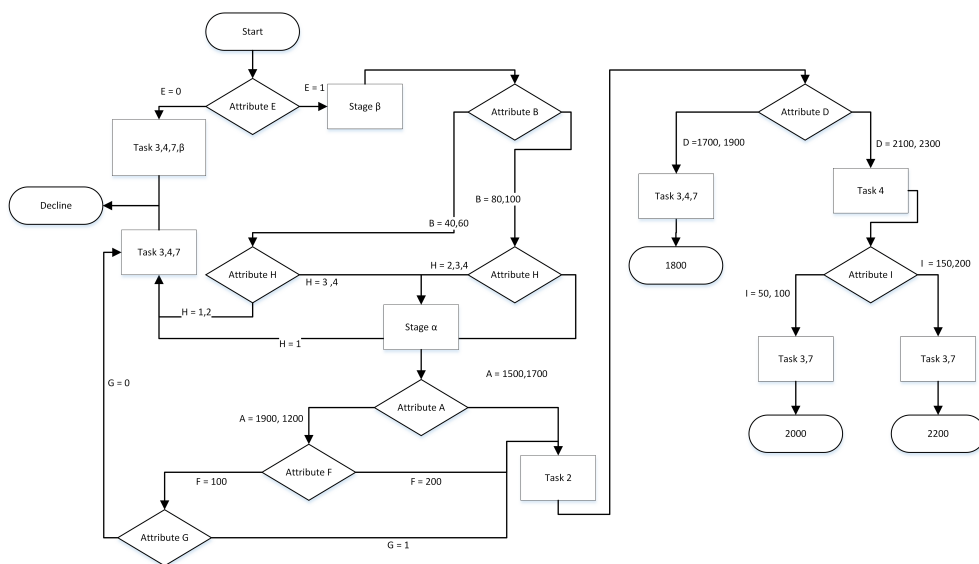 Start
Attribute E
E = 0
E = 1
Stage β
Task 3,4,7,β
Decline
Task 3,4,7
Attribute B
B = 40,60
B = 80,100
Attribute H
H = 3 ,4
H = 1,2
H = 2,3,4
Attribute H
H = 1
Stage α
Attribute A
A = 1500,1700
A = 1900, 1200
Attribute F
F = 100
F = 200
Attribute G
G = 0
G = 1
Task 2
Attribute D
D =1700, 1900
D = 2100, 2300
Task 3,4,7
1800
Task 4
Attribute I
I = 50, 100
I  = 150,200
Task 3,7
Task 3,7
2000
2200